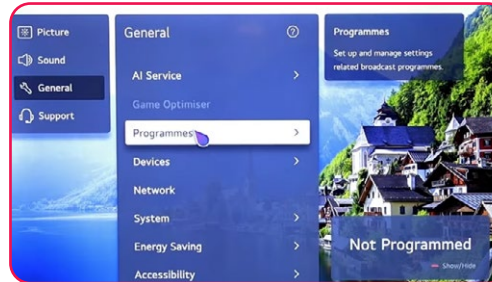 Picture
Sound
General
Support
General
?
AI Service
Game Optimiser
Programmes
Devices
Network
System
Energy Saving
Accessibility
Programmes
Set up and manage settings
related broadcast programmes.
Not Programmed
Show/Hide